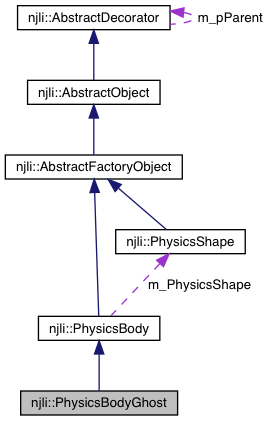 njli::AbstractDecorator
m_pParent
njli::AbstractObject
njli::AbstractFactoryObject
njli::PhysicsShape
m_PhysicsShape
njli::PhysicsBody
njli::PhysicsBodyGhost